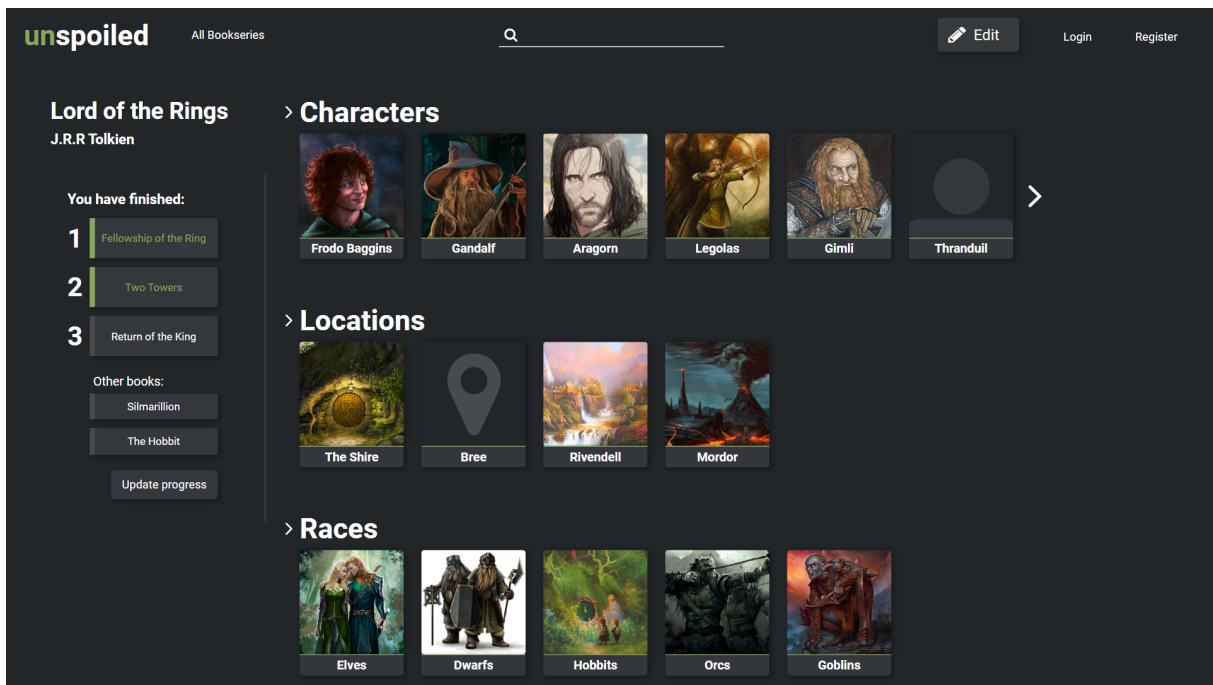 unspoiled
All Bookseries
Edit
Login
Register
Lord of the Rings
J.R.R Tolkien
You have finished:
1 Fellowship of the Ring
2 Two Towers
3 Return of the King
Other books:
Silmarillion
The Hobbit
Update progress
Characters
Frodo Baggins
Gandalf
Aragorn
Legolas
Gimli
Thranduil
Locations
The Shire
Bree
Rivendell
Mordor
Races
Elves
Dwarfs
Hobbits
Orcs
Goblins